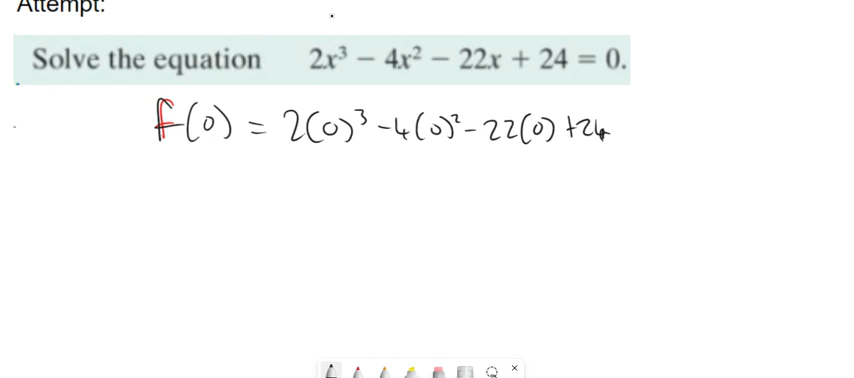 Attempt:
Solve the equation 2x³ − 4x² − 22x + 24 = 0.
f(0) = 2(0)³ - 4(0)² - 22(0) + 24